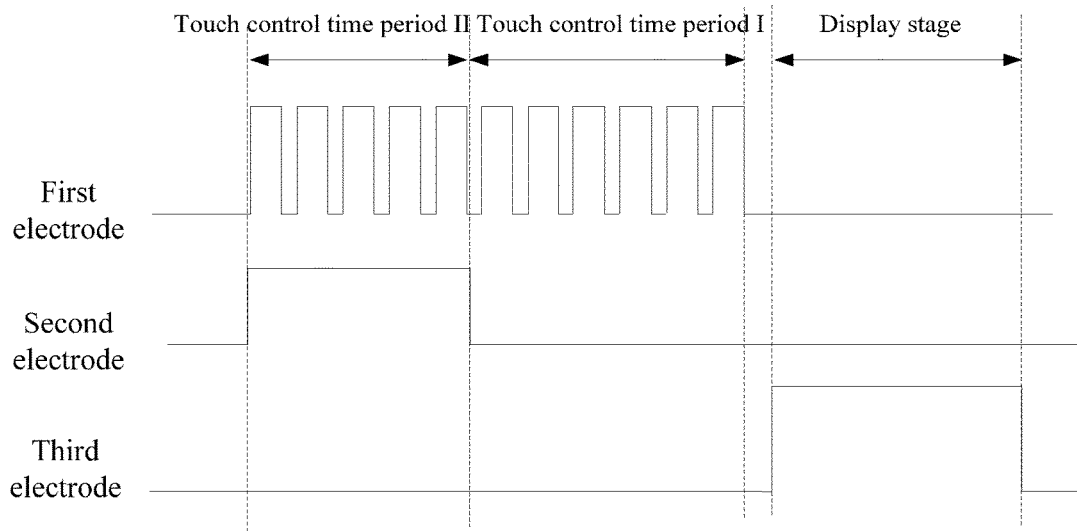 Touch control time period II
Touch control time period I
Display stage
First
electrode
Second
electrode
Third
electrode